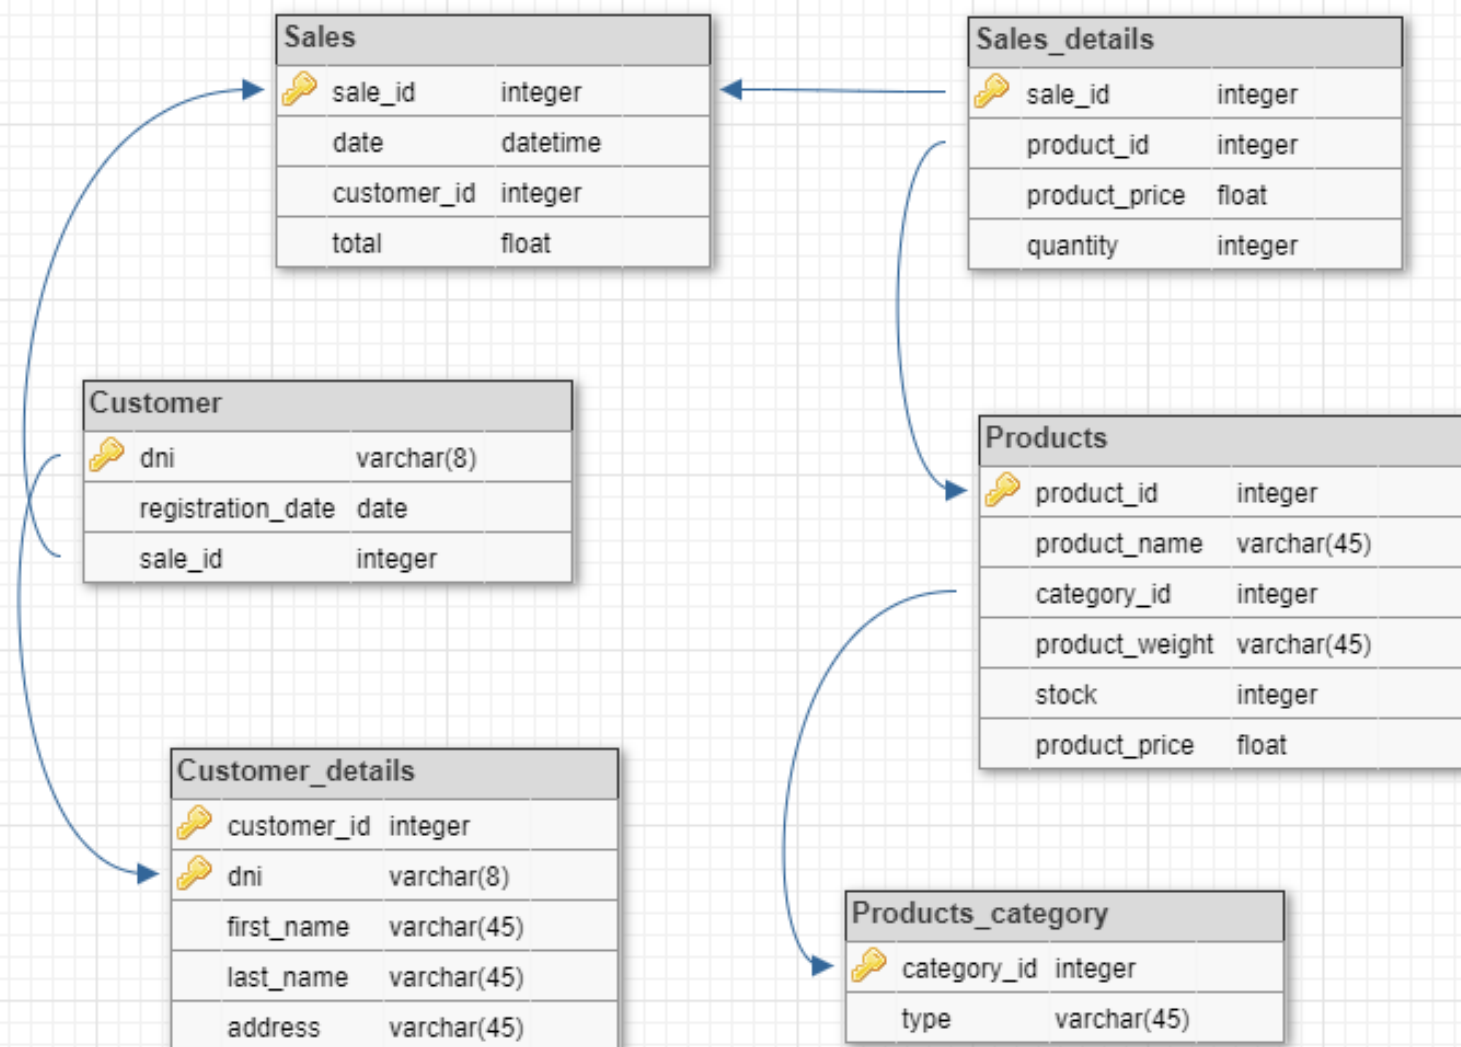 Sales
sale_id integer
date datetime
customer_id integer
total float
Sales_details
sale_id integer
product_id integer
product_price float
quantity integer
Customer
dni varchar(8)
registration_date date
sale_id integer
Products
product_id integer
product_name varchar(45)
category_id integer
product_weight varchar(45)
stock integer
product_price float
Customer_details
customer_id integer
dni varchar(8)
first_name varchar(45)
last_name varchar(45)
address varchar(45)
Products_category
category_id integer
type varchar(45)